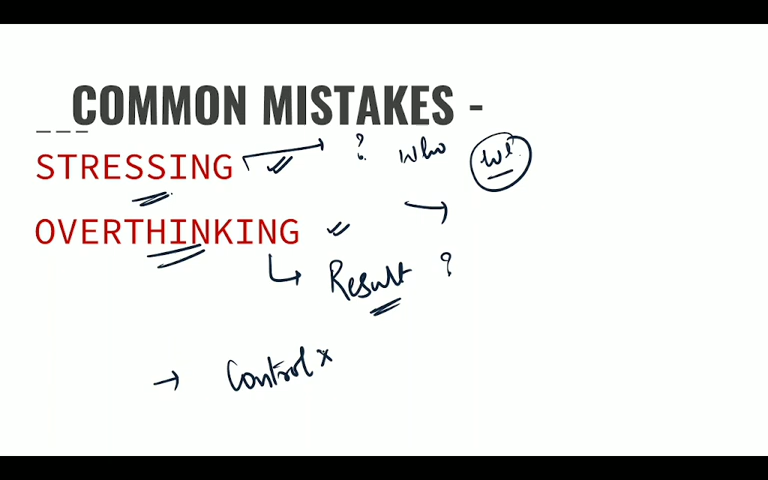 COMMON MISTAKES -
STRESSING ? who
OVERTHINKING
Result ?
Control x